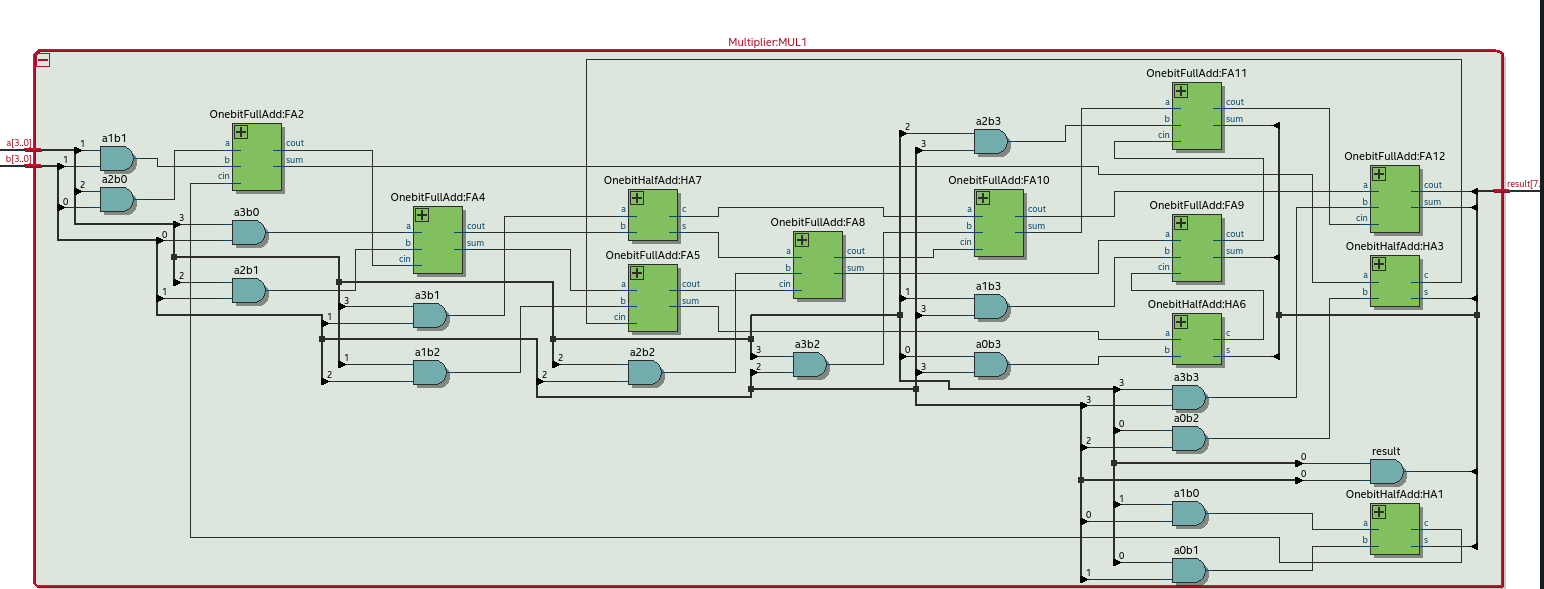 Multiplier:MUL1
a[3..0]
b[3..0]
result[7.
a1b1
1
1
a2b0
2
0
OnebitFullAdd:FA2
a
b
cin
cout
sum
a3b0
3
0
a2b1
2
1
OnebitFullAdd:FA4
a
b
cin
cout
sum
a3b1
3
1
a1b2
1
2
OnebitHalfAdd:HA7
a
b
c
s
OnebitFullAdd:FA5
a
b
cin
cout
sum
a2b2
2
2
OnebitFullAdd:FA8
a
b
cin
cout
sum
a3b2
3
2
a2b3
2
3
OnebitFullAdd:FA10
a
b
cin
cout
sum
a1b3
1
3
a0b3
0
3
OnebitFullAdd:FA11
a
b
cin
cout
sum
OnebitFullAdd:FA9
a
b
cin
cout
sum
OnebitHalfAdd:HA6
a
b
c
s
a3b3
3
3
a0b2
0
2
a1b0
1
0
a0b1
0
1
OnebitFullAdd:FA12
a
b
cin
cout
sum
OnebitHalfAdd:HA3
a
b
c
s
result
0
0
OnebitHalfAdd:HA1
a
b
c
s